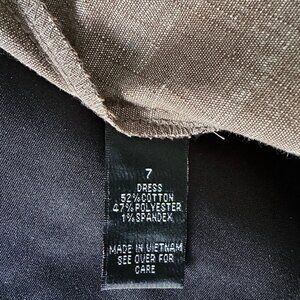 7
DRESS
52%COTTON
47%POLYESTER
1%SPANDEX
MADE IN VIETNAM
SEE OVER FOR
CARE